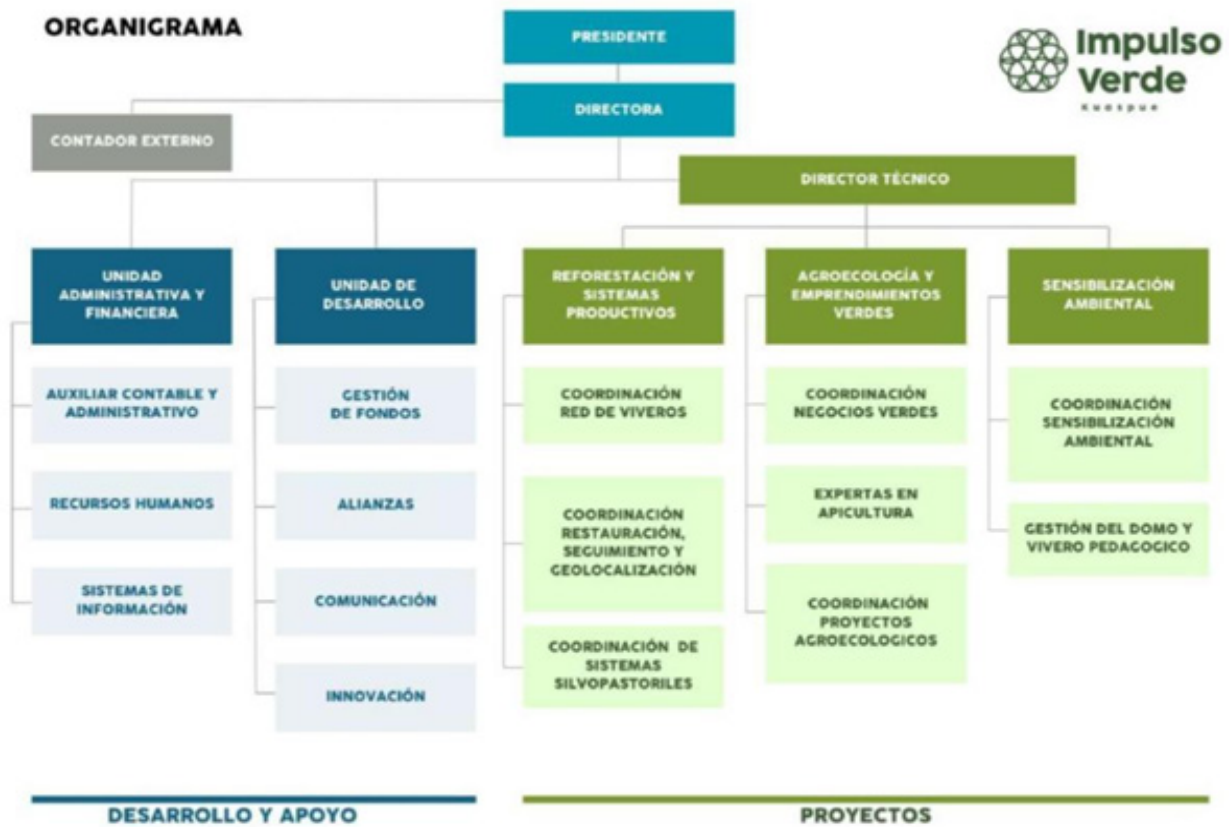 ORGANIGRAMA
PRESIDENTE
Impulso
Verde
Kuaspue
DIRECTORA
CONTADOR EXTERNO
DIRECTOR TÉCNICO
UNIDAD
ADMINISTRATIVA Y
FINANCIERA
AUXILIAR CONTABLE Y
ADMINISTRATIVO
RECURSOS HUMANOS
SISTEMAS DE
INFORMACIÓN
UNIDAD DE
DESARROLLO
GESTIÓN
DE FONDOS
ALIANZAS
COMUNICACIÓN
INNOVACIÓN
REFORESTACIÓN Y
SISTEMAS
PRODUCTIVOS
COORDINACIÓN
RED DE VIVEROS
COORDINACIÓN
RESTAURACIÓN,
SEGUIMIENTO Y
GEOLOCALIZACIÓN
COORDINACIÓN DE
SISTEMAS
SILVOPASTORILES
AGROECOLOGÍA Y
EMPRENDIMIENTOS
VERDES
COORDINACIÓN
NEGOCIOS VERDES
EXPERTAS EN
APICULTURA
COORDINACIÓN
PROYECTOS
AGROECOLOGICOS
SENSIBILIZACIÓN
AMBIENTAL
COORDINACIÓN
SENSIBILIZACIÓN
AMBIENTAL
GESTIÓN DEL DOMO Y
VIVERO PEDAGOGICO
DESARROLLO Y APOYO
PROYECTOS